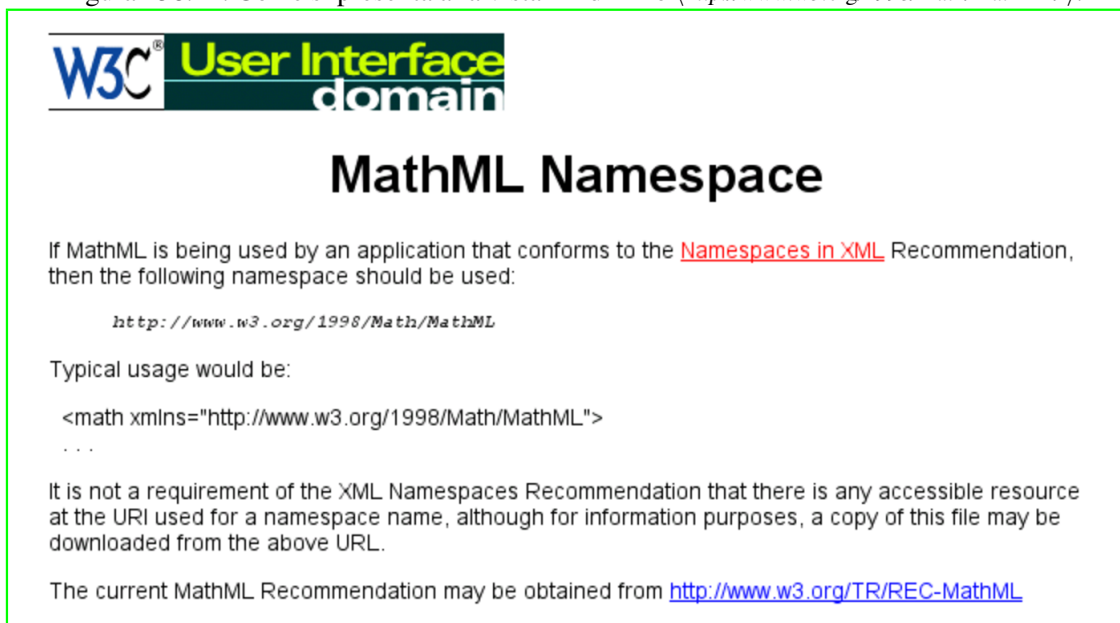 W3C® User Interface
domain
MathML Namespace
If MathML is being used by an application that conforms to the Namespaces in XML Recommendation,
then the following namespace should be used:
http://www.w3.org/1998/Math/MathML
Typical usage would be:
<math xmlns="http://www.w3.org/1998/Math/MathML">
. . .
It is not a requirement of the XML Namespaces Recommendation that there is any accessible resource
at the URI used for a namespace name, although for information purposes, a copy of this file may be
downloaded from the above URL.
The current MathML Recommendation may be obtained from http://www.w3.org/TR/REC-MathML